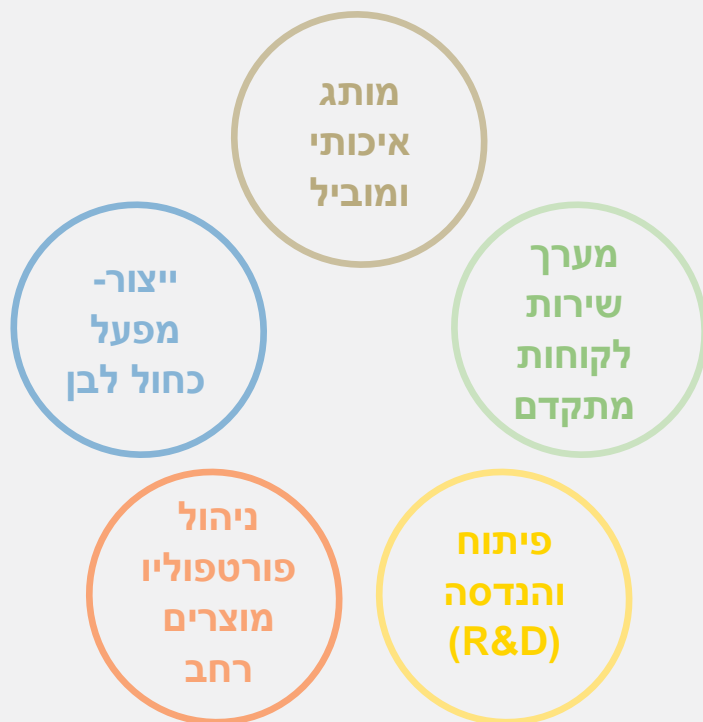 מותג
איכותי
ומוביל
מערך
שירות
לקוחות
מתקדם
ייצור-
מפעל
כחול לבן
פיתוח
והנדסה
(R&D)
ניהול
פורטפוליו
מוצרים
רחב